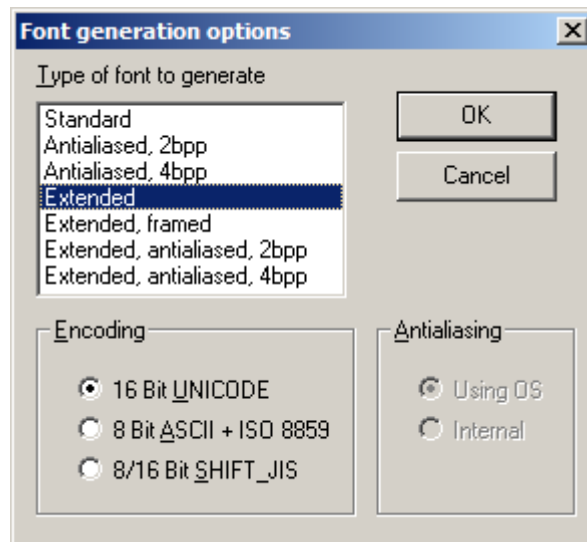 Font generation options
Type of font to generate
Standard
Antialiased, 2bpp
Antialiased, 4bpp
Extended
Extended, framed
Extended, antialiased, 2bpp
Extended, antialiased, 4bpp
OK
Cancel
Encoding
16 Bit UNICODE
8 Bit ASCII + ISO 8859
8/16 Bit SHIFT_JIS
Antialiasing
Using OS
Internal